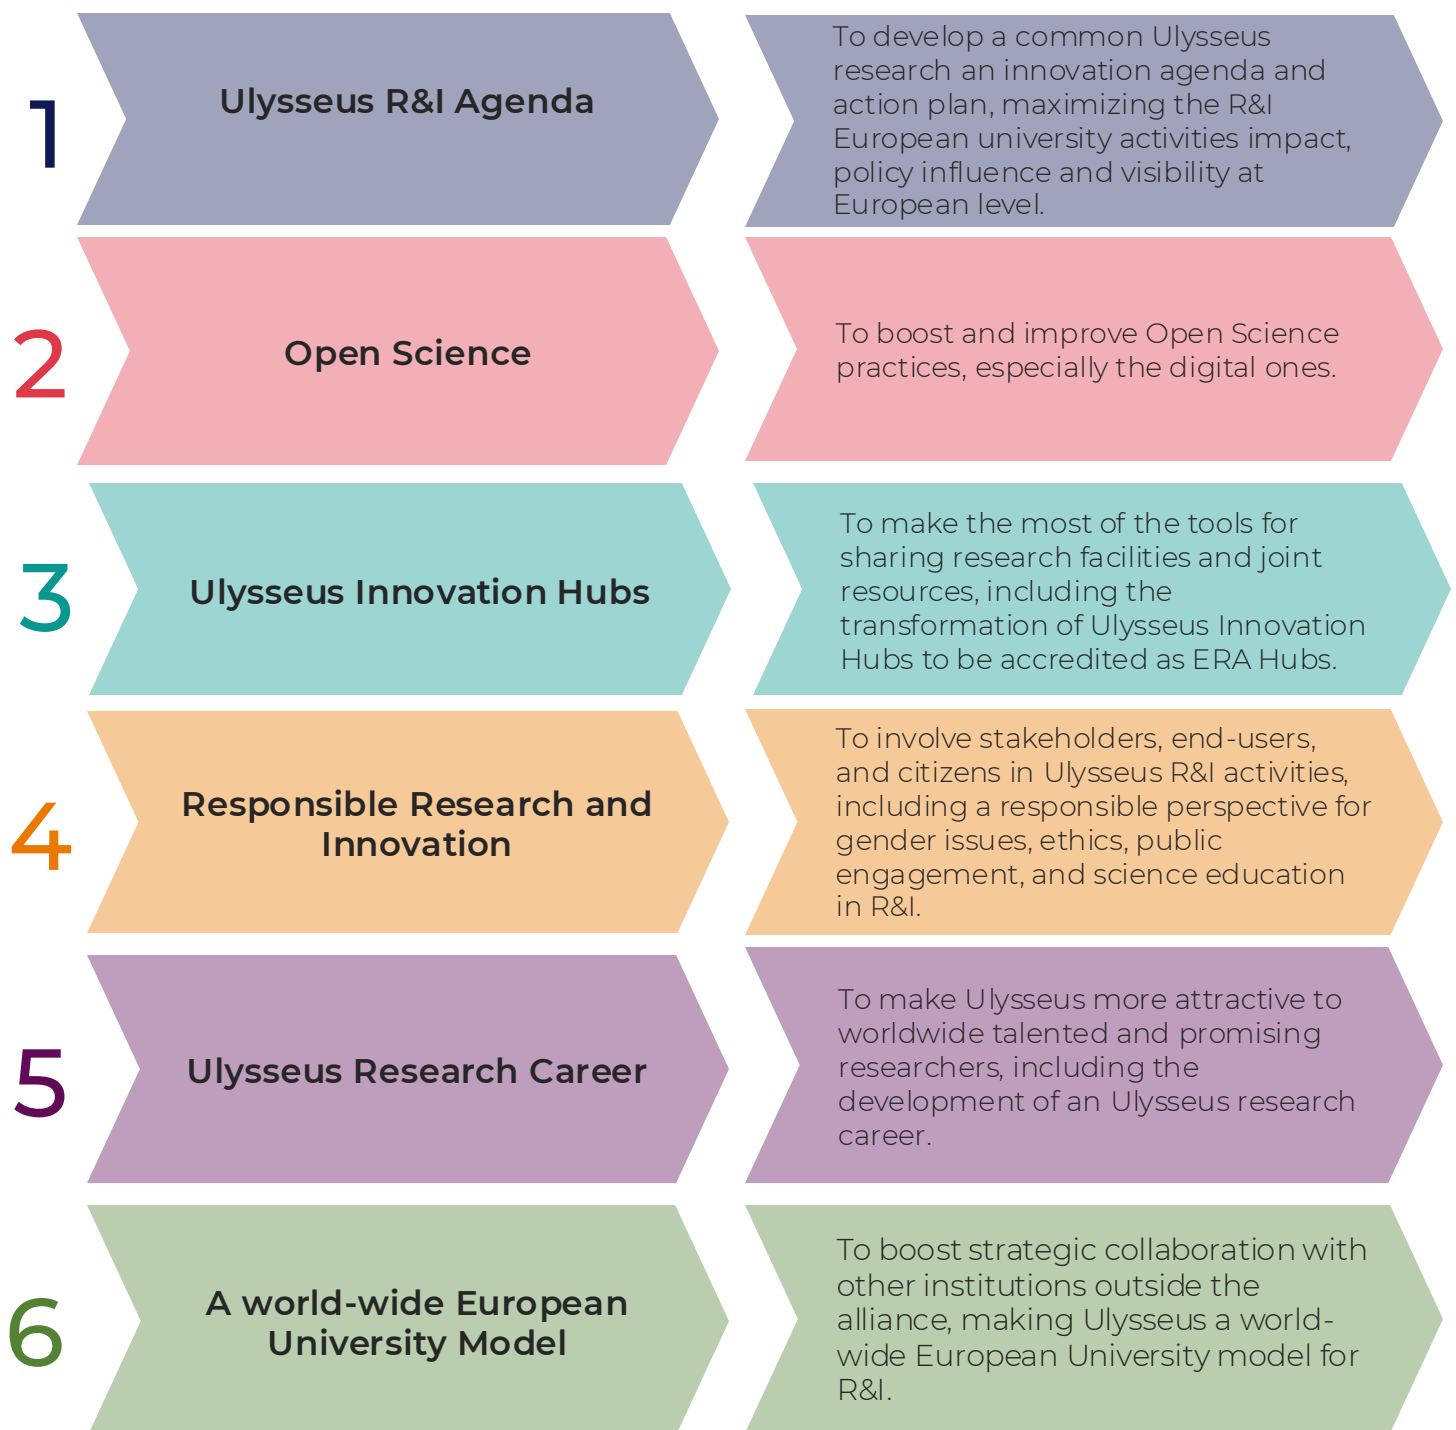 1
Ulysseus R&I Agenda
To develop a common Ulysseus
research an innovation agenda and
action plan, maximizing the R&I
European university activities impact,
policy influence and visibility at
European level.
2
Open Science
To boost and improve Open Science
practices, especially the digital ones.
3
Ulysseus Innovation Hubs
To make the most of the tools for
sharing research facilities and joint
resources, including the
transformation of Ulysseus Innovation
Hubs to be accredited as ERA Hubs.
4
Responsible Research and
Innovation
To involve stakeholders, end-users,
and citizens in Ulysseus R&I activities,
including a responsible perspective for
gender issues, ethics, public
engagement, and science education
in R&I.
5
Ulysseus Research Career
To make Ulysseus more attractive to
worldwide talented and promising
researchers, including the
development of an Ulysseus research
career.
6
A world-wide European
University Model
To boost strategic collaboration with
other institutions outside the
alliance, making Ulysseus a world-
wide European University model for
R&I.